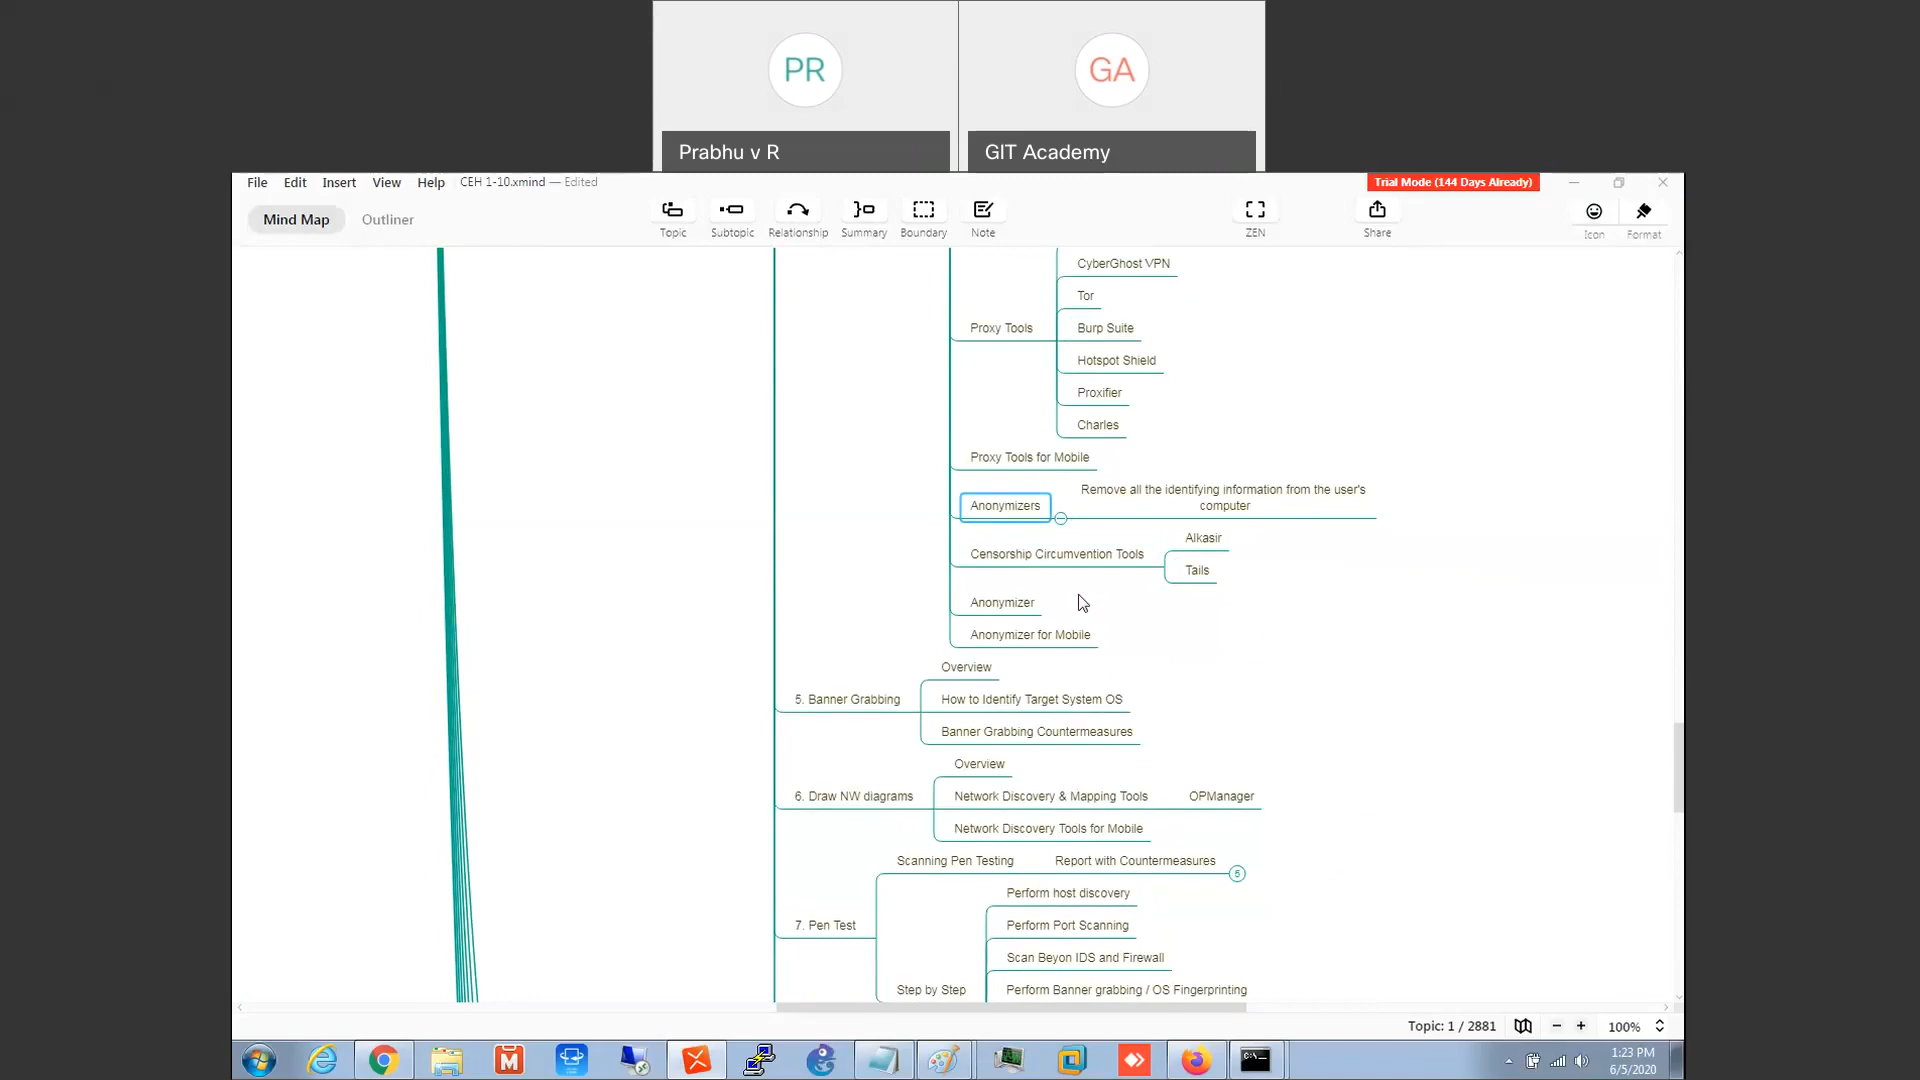 PR
GA
Prabhu v R
GIT Academy
File Edit Insert View Help CEH 1-10.xmind — Edited
Trial Mode (144 Days Already)
Mind Map Outliner
Topic Subtopic Relationship Summary Boundary Note ZEN Share Icon Format
CyberGhost VPN
Tor
Proxy Tools Burp Suite
Hotspot Shield
Proxifier
Charles
Proxy Tools for Mobile
Remove all the identifying information from the user's
Anonymizers computer
Alkasir
Censorship Circumvention Tools
Tails
Anonymizer
Anonymizer for Mobile
Overview
5. Banner Grabbing How to Identify Target System OS
Banner Grabbing Countermeasures
Overview
6. Draw NW diagrams Network Discovery & Mapping Tools OPManager
Network Discovery Tools for Mobile
Scanning Pen Testing Report with Countermeasures 5
Perform host discovery
7. Pen Test Perform Port Scanning
Scan Beyon IDS and Firewall
Step by Step Perform Banner grabbing / OS Fingerprinting
Topic: 1 / 2881 100%
1:23 PM
6/5/2020